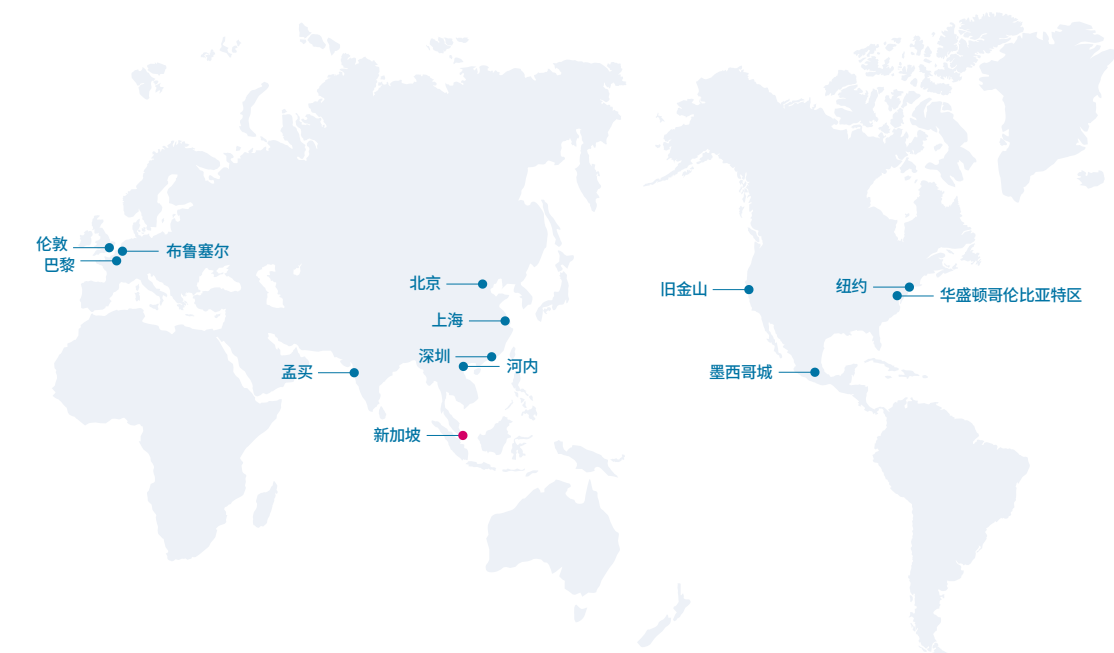 伦敦
巴黎
布鲁塞尔
北京
上海
深圳
河内
孟买
新加坡
旧金山
纽约
华盛顿哥伦比亚特区
墨西哥城